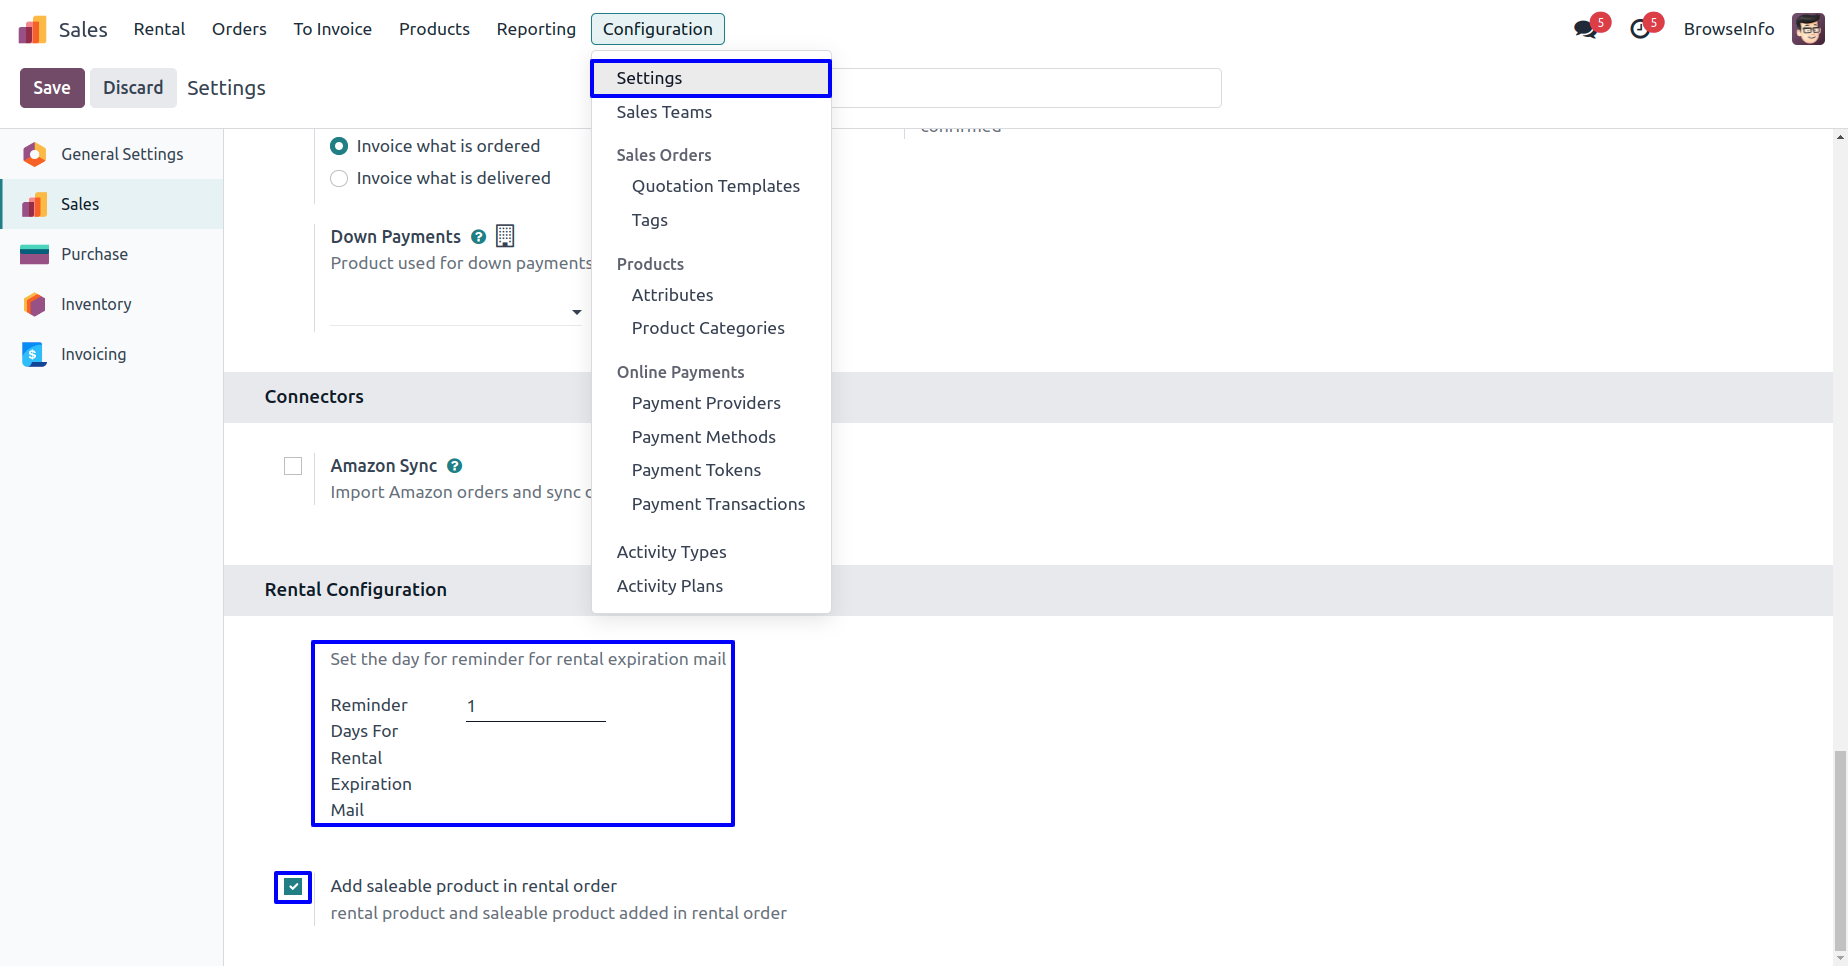 Sales Rental Orders To Invoice Products Reporting Configuration 5 5 BrowseInfo
Save Discard Settings
Settings
Sales Teams
Sales Orders
Quotation Templates
Tags
Products
Attributes
Product Categories
Online Payments
Payment Providers
Payment Methods
Payment Tokens
Payment Transactions
Activity Types
Activity Plans
General Settings
Sales
Purchase
Inventory
Invoicing
confirmed
Invoice what is ordered
Invoice what is delivered
Down Payments ?
Product used for down payments
Connectors
Amazon Sync ?
Import Amazon orders and sync
Rental Configuration
Set the day for reminder for rental expiration mail
Reminder 1
Days For
Rental
Expiration
Mail
Add saleable product in rental order
rental product and saleable product added in rental order